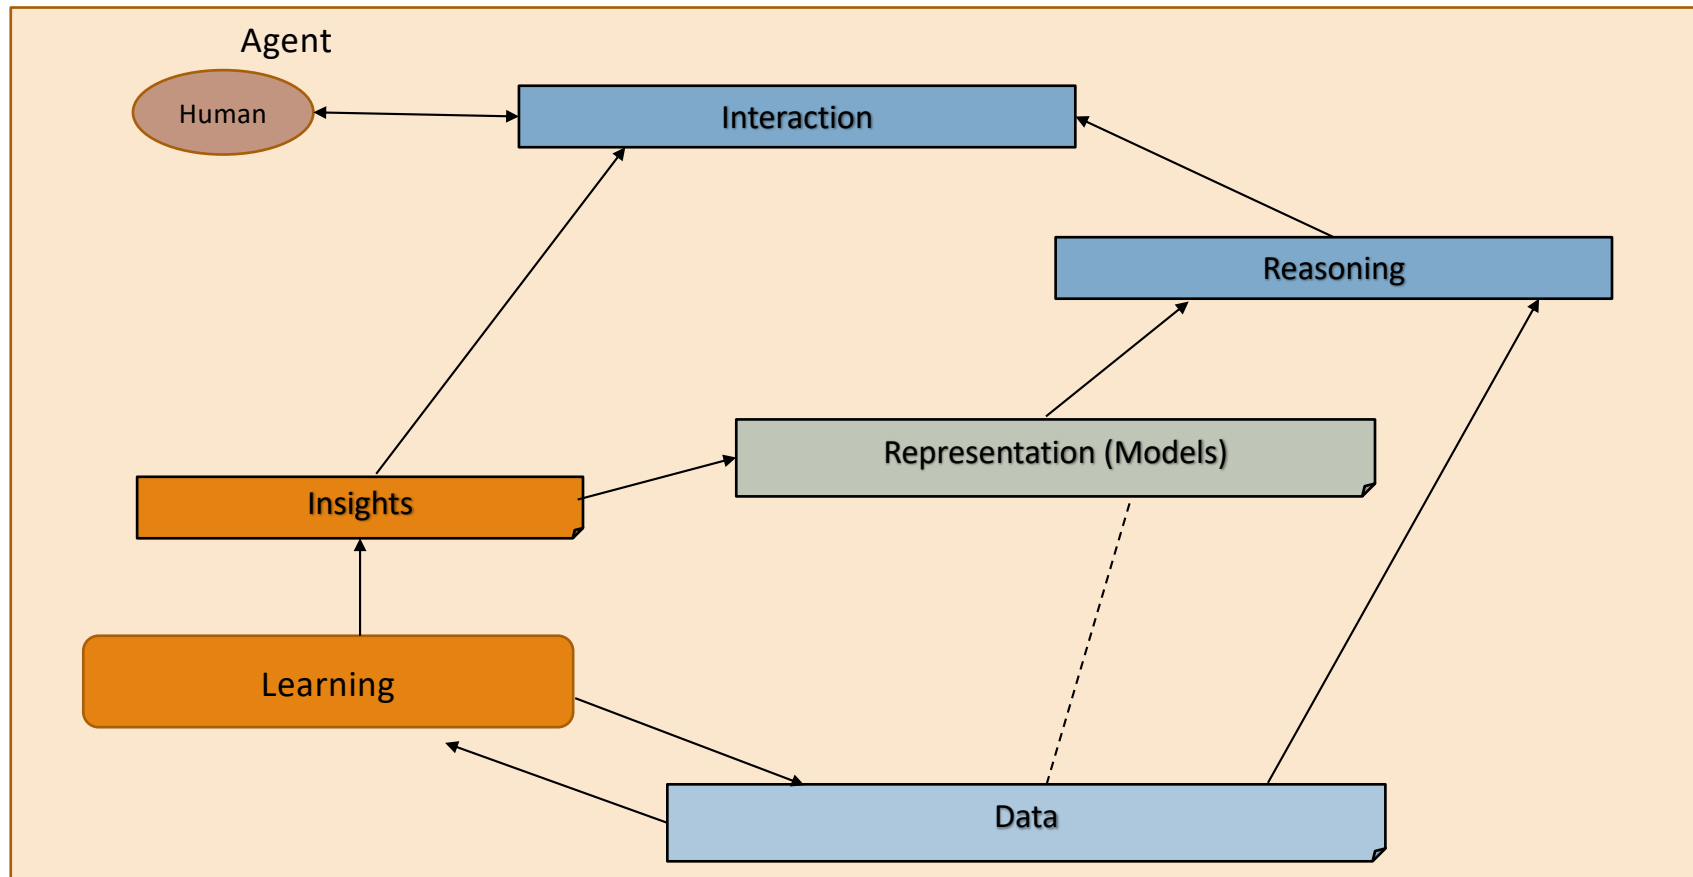 Agent
Human
Interaction
Reasoning
Representation (Models)
Insights
Learning
Data